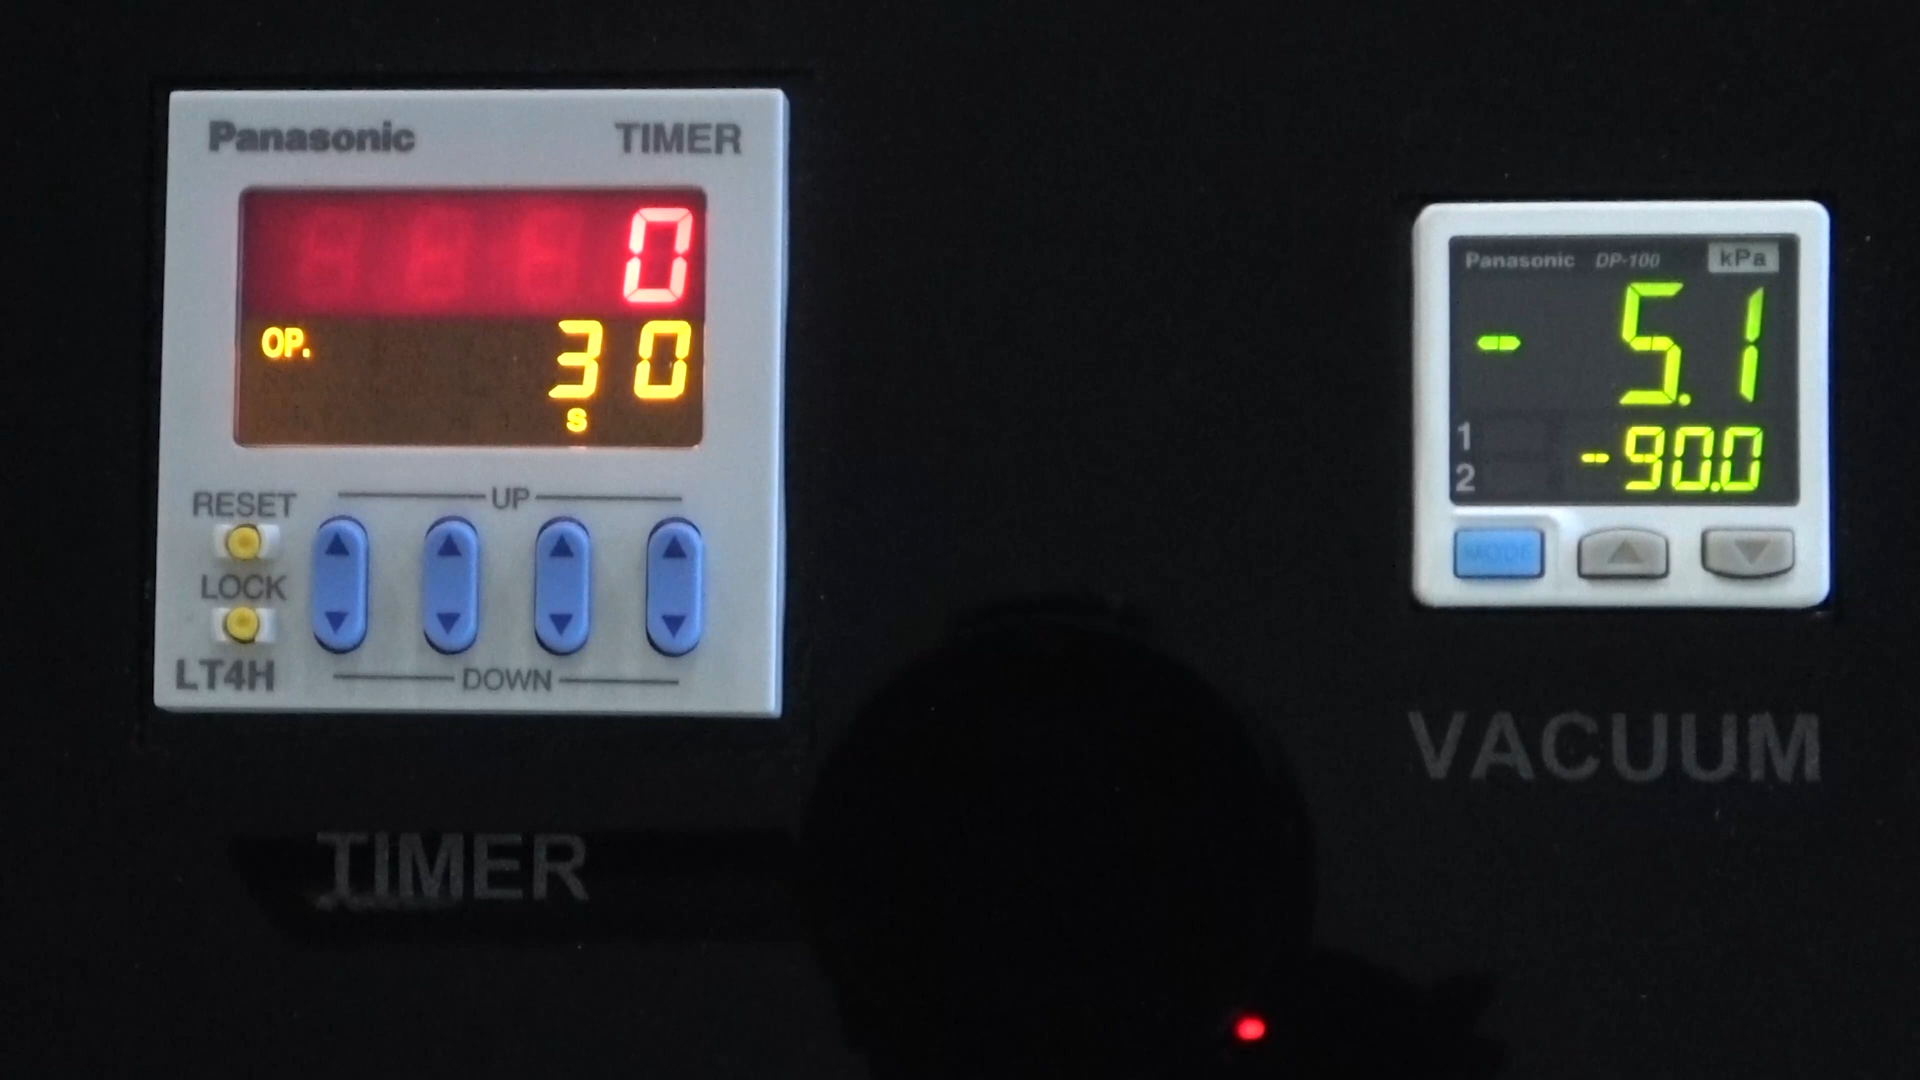 Panasonic TIMER
0
OP. 30
s
RESET
UP
LOCK
LT4H
DOWN
TIMER
Panasonic DP-100 kPa
- 5.1
1
2
-90.0
MODE
VACUUM